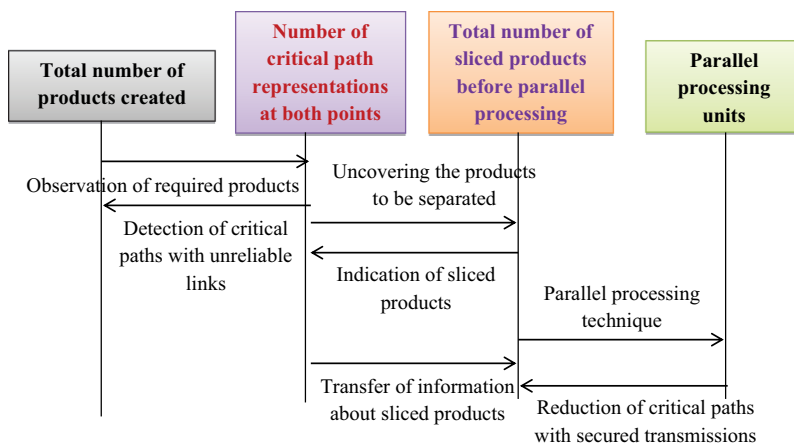 Total number of
products created
Number of
critical path
representations
at both points
Total number of
sliced products
before parallel
processing
Parallel
processing
units
Observation of required products
Uncovering the products
to be separated
Detection of critical
paths with unreliable
links
Indication of sliced
products
Parallel processing
technique
Transfer of information
about sliced products
Reduction of critical paths
with secured transmissions